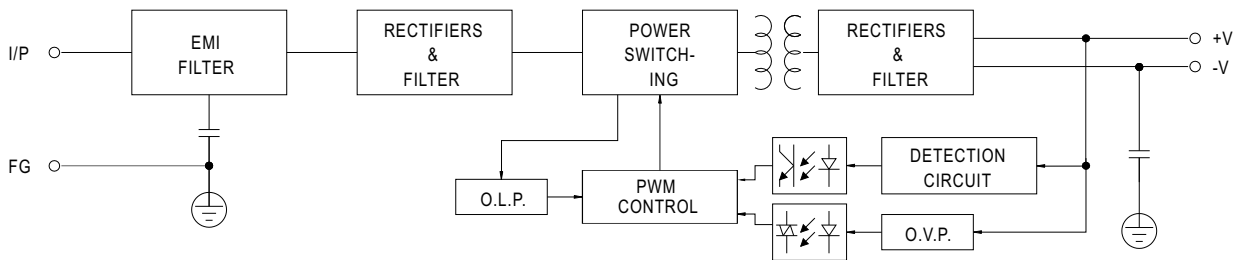 I/P
EMI
FILTER
RECTIFIERS
&
FILTER
POWER
SWITCH-
ING
RECTIFIERS
&
FILTER
+V
-V
FG
O.L.P.
PWM
CONTROL
DETECTION
CIRCUIT
O.V.P.